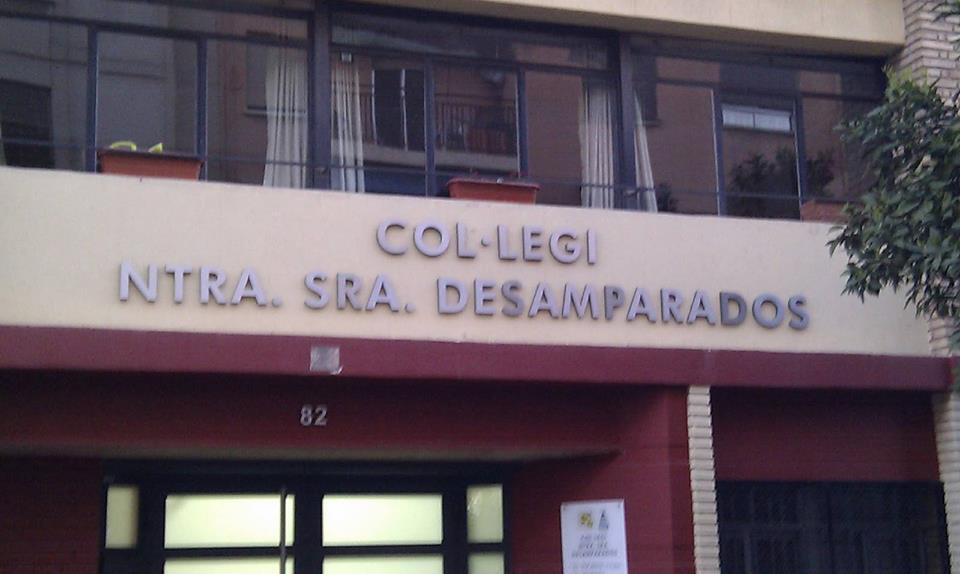 COL·LEGI
NTRA. SRA. DESAMPARADOS
82